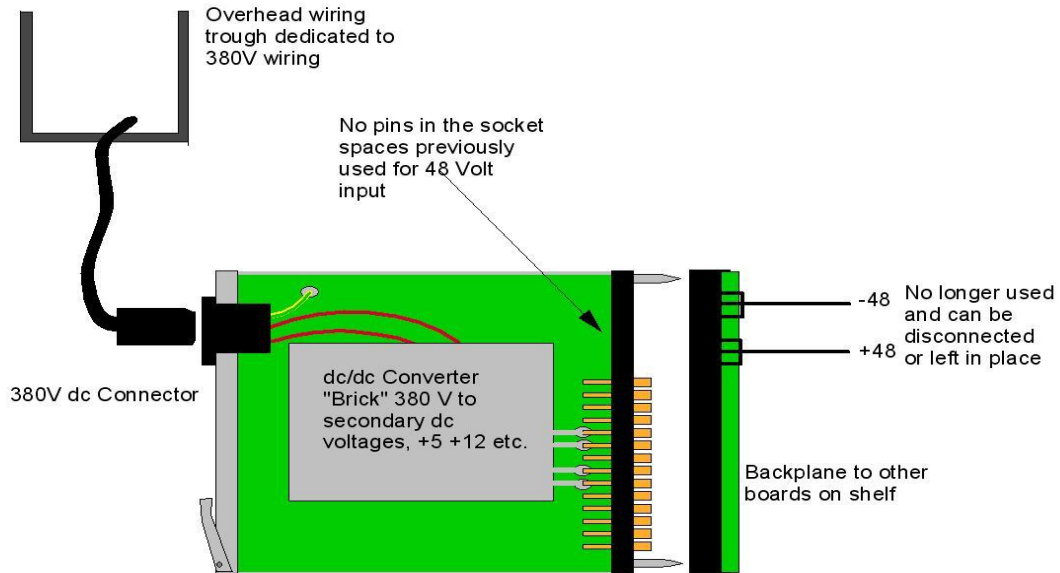 Overhead wiring
trough dedicated to
380V wiring
No pins in the socket
spaces previously
used for 48 Volt
input
-48
+48
No longer used
and can be
disconnected
or left in place
380V dc Connector
dc/dc Converter
"Brick" 380 V to
secondary dc
voltages, +5 +12 etc.
Backplane to other
boards on shelf